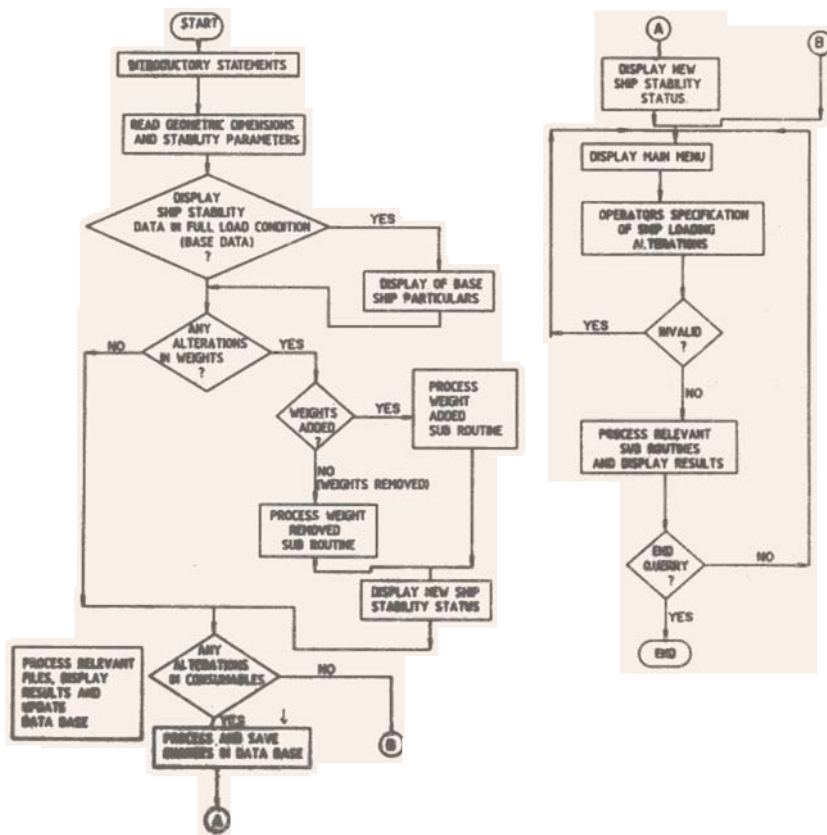 START
INTRODUCTORY STATEMENTS
READ GEOMETRIC DIMENSIONS
AND STABILITY PARAMETERS
DISPLAY
SHIP STABILITY
DATA IN FULL LOAD CONDITION
(BASE DATA)
?
YES
DISPLAY OF BASE
SHIP PARTICULARS
ANY
ALTERATIONS
IN WEIGHTS
?
NO
YES
WEIGHTS
ADDED
?
YES
PROCESS
WEIGHT
ADDED
SUB ROUTINE
NO
(WEIGHTS REMOVED)
PROCESS WEIGHT
REMOVED
SUB ROUTINE
DISPLAY NEW SHIP
STABILITY STATUS
ANY
ALTERATIONS
IN CONSUMABLES
NO
B
PROCESS RELEVANT
FILES, DISPLAY
RESULTS AND
UPDATE
DATA BASE
YES
PROCESS AND SAVE
CHANGES IN DATA BASE
A
A
B
DISPLAY NEW
SHIP STABILITY
STATUS.
DISPLAY MAIN MENU
OPERATORS SPECIFICATION
OF SHIP LOADING
ALTERATIONS
YES
INVALID
?
NO
PROCESS RELEVANT
SUB ROUTINES
AND DISPLAY RESULTS
END
QUERRY
?
NO
YES
END